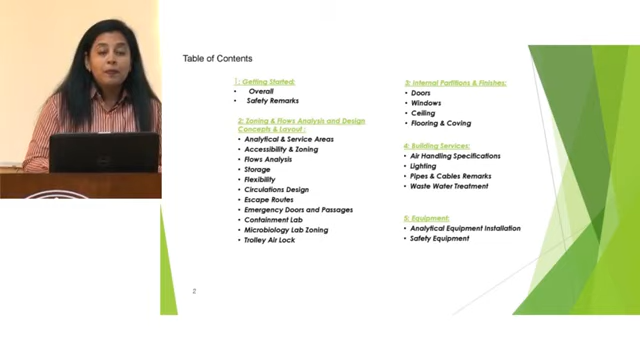 Table of Contents
1: Getting Started:
• Overall
• Safety Remarks
2: Zoning & Flows Analysis and Design
Concepts & Layout :
• Analytical & Service Areas
• Accessibility & Zoning
• Flows Analysis
• Storage
• Flexibility
• Circulations Design
• Escape Routes
• Emergency Doors and Passages
• Containment Lab
• Microbiology Lab Zoning
• Trolley Air Lock
3: Internal Partitions & Finishes:
• Doors
• Windows
• Ceiling
• Flooring & Coving
4: Building Services:
• Air Handling Specifications
• Lighting
• Pipes & Cables Remarks
• Waste Water Treatment
5: Equipment:
• Analytical Equipment Installation
• Safety Equipment
2